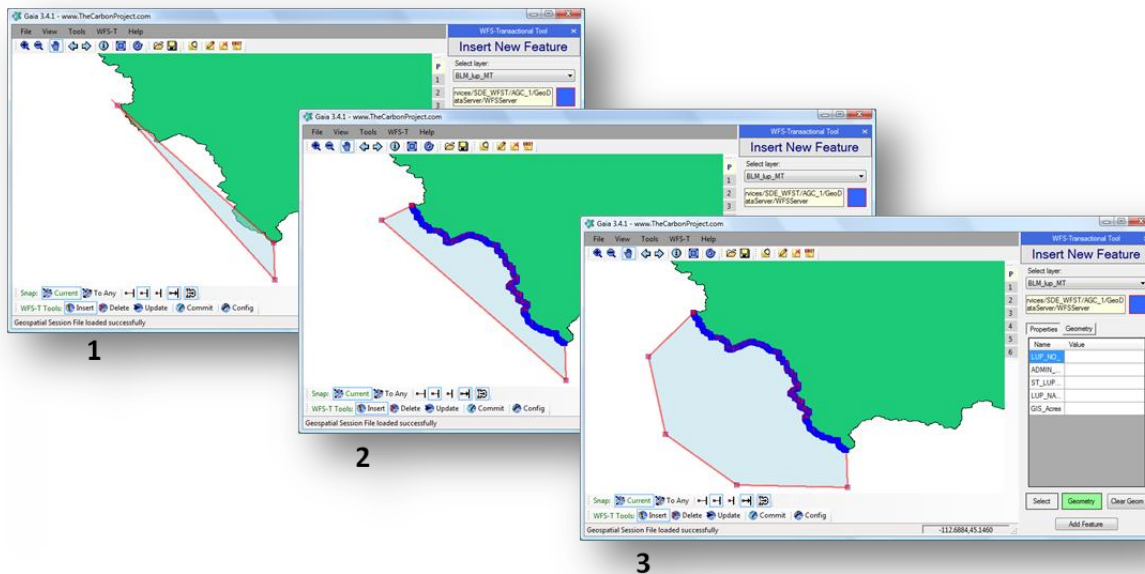 Gaia 3.4.1 - www.TheCarbonProject.com
File View Tools WFS-T Help
WFS-Transactional Tool
Insert New Feature
Select layer:
BLM_lup_MT
rvices/SDE_WFST/AGC_1/GeoD
ataServer/WFSServer
P
1
2
3
Snap: Current To Any
WFS-T Tools: Insert Delete Update Commit Config
Geospatial Session File loaded successfully
1
Gaia 3.4.1 - www.TheCarbonProject.com
File View Tools WFS-T Help
WFS-Transactional Tool
Insert New Feature
Select layer:
BLM_lup_MT
rvices/SDE_WFST/AGC_1/GeoD
ataServer/WFSServer
P
1
2
3
Snap: Current To Any
WFS-T Tools: Insert Delete Update Commit Config
Geospatial Session File loaded successfully
2
Gaia 3.4.1 - www.TheCarbonProject.com
File View Tools WFS-T Help
WFS-Transactional Tool
Insert New Feature
Select layer:
BLM_lup_MT
rvices/SDE_WFST/AGC_1/GeoD
ataServer/WFSServer
P
1
2
3
4
5
6
Properties Geometry
Name Value
LUP_NO_
ADMIN_...
ST_LUP...
LUP_NA...
GIS_Acres
Select Geometry Clear Geom
Add Feature
Snap: Current To Any
WFS-T Tools: Insert Delete Update Commit Config
Geospatial Session File loaded successfully
-112.6884,45.1460
3